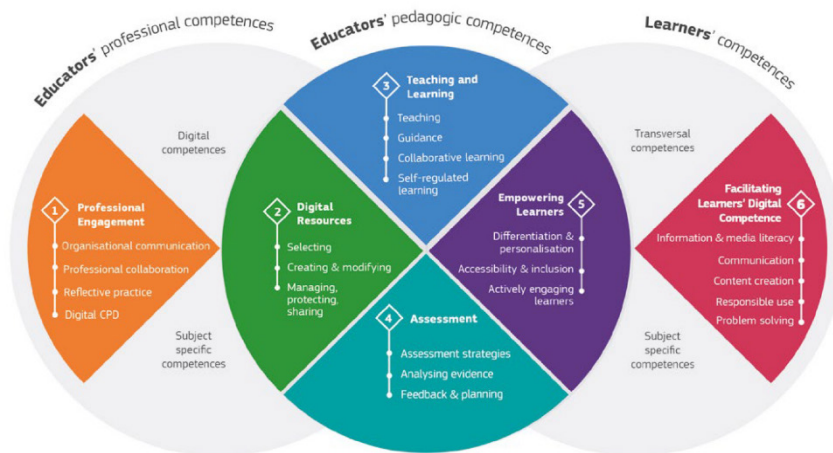 Educators' professional competences
Educators' pedagogic competences
Learners' competences
Digital
competences
Subject
specific
competences
1
Professional
Engagement
Organisational communication
Professional collaboration
Reflective practice
Digital CPD
2
Digital
Resources
Selecting
Creating & modifying
Managing,
protecting,
sharing
3
Teaching and
Learning
Teaching
Guidance
Collaborative learning
Self-regulated
learning
4
Assessment
Assessment strategies
Analysing evidence
Feedback & planning
5
Empowering
Learners
Differentiation &
personalisation
Accessibility & inclusion
Actively engaging
learners
Transversal
competences
Subject
specific
competences
6
Facilitating
Learners' Digital
Competence
Information & media literacy
Communication
Content creation
Responsible use
Problem solving